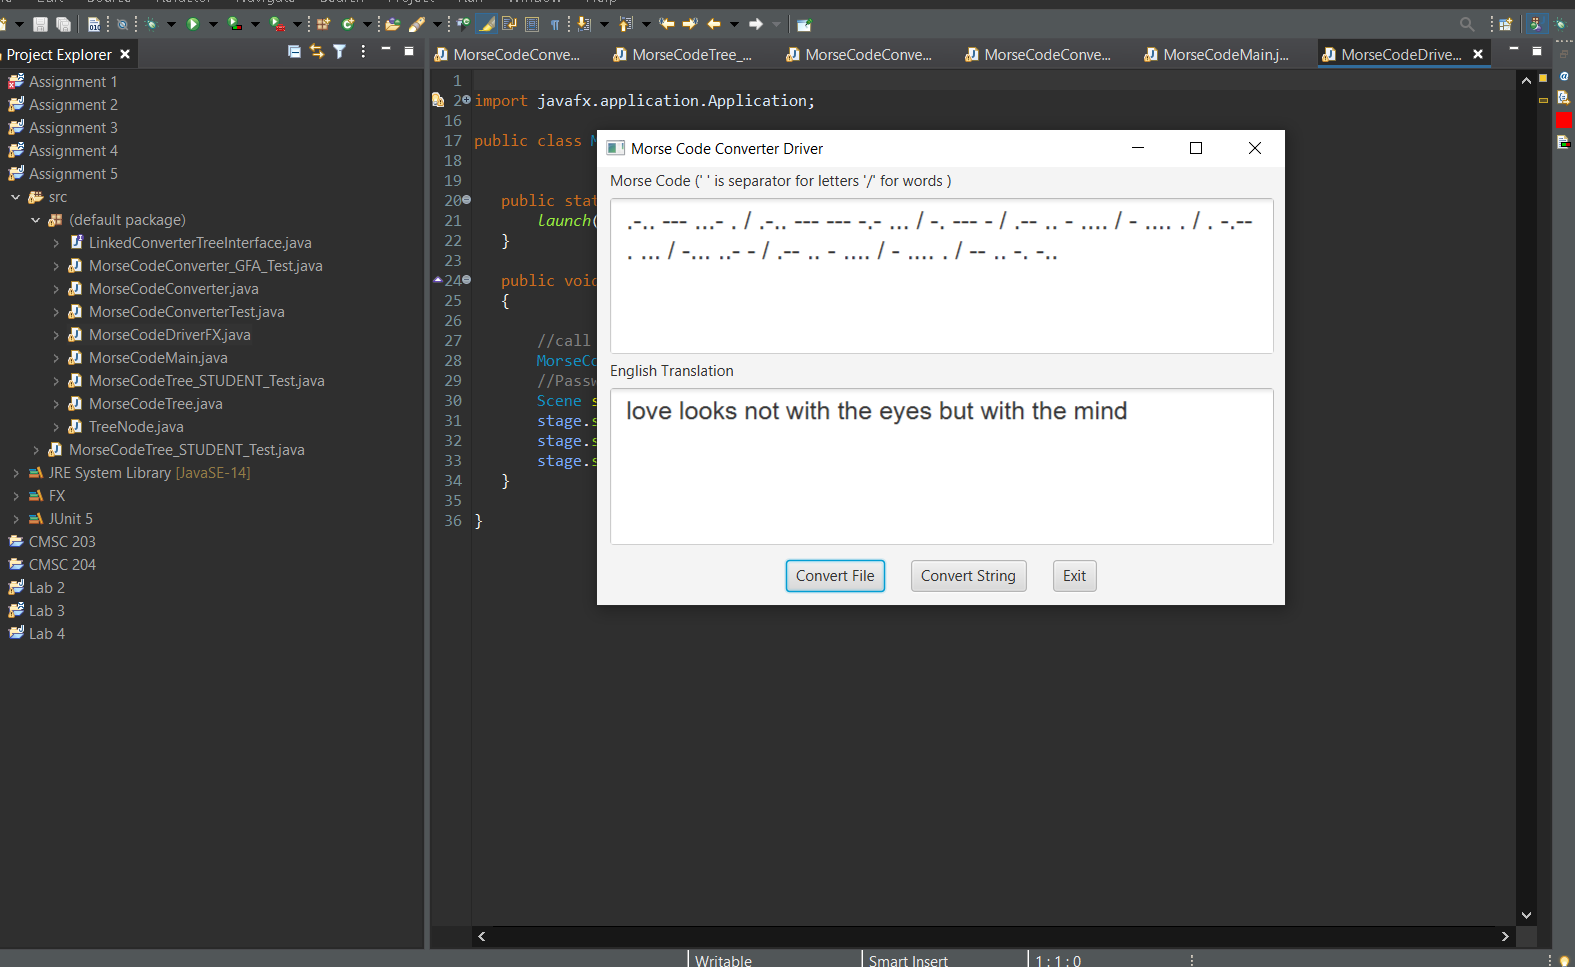 Project Explorer
Assignment 1
Assignment 2
Assignment 3
Assignment 4
Assignment 5
src
(default package)
LinkedConverterTreeInterface.java
MorseCodeConverter_GFA_Test.java
MorseCodeConverter.java
MorseCodeConverterTest.java
MorseCodeDriverFX.java
MorseCodeMain.java
MorseCodeTree_STUDENT_Test.java
MorseCodeTree.java
TreeNode.java
MorseCodeTree_STUDENT_Test.java
JRE System Library [JavaSE-14]
FX
JUnit 5
CMSC 203
CMSC 204
Lab 2
Lab 3
Lab 4
MorseCodeConve... MorseCodeTree_... MorseCodeConve... MorseCodeConve... MorseCodeMain.j... MorseCodeDrive...
1
2 import javafx.application.Application;
16
17 public class M
18
19
20 public stat
21 launch(
22 }
23
24 public voi
25 {
26
27 //call
28 MorseCo
29 //Passw
30 Scene s
31 stage.s
32 stage.s
33 stage.s
34 }
35
36 }
Morse Code Converter Driver
Morse Code (' ' is separator for letters '/' for words )
.-.. --- ...- . / .-.. --- --- -.- ... / -. --- - / .-- .. - .... / - .... . / . -.--
. ... / -... ..- - / .-- .. - .... / - .... . / -- .. -. -..
English Translation
love looks not with the eyes but with the mind
Convert File Convert String Exit
Writable Smart Insert 1 : 1 : 0